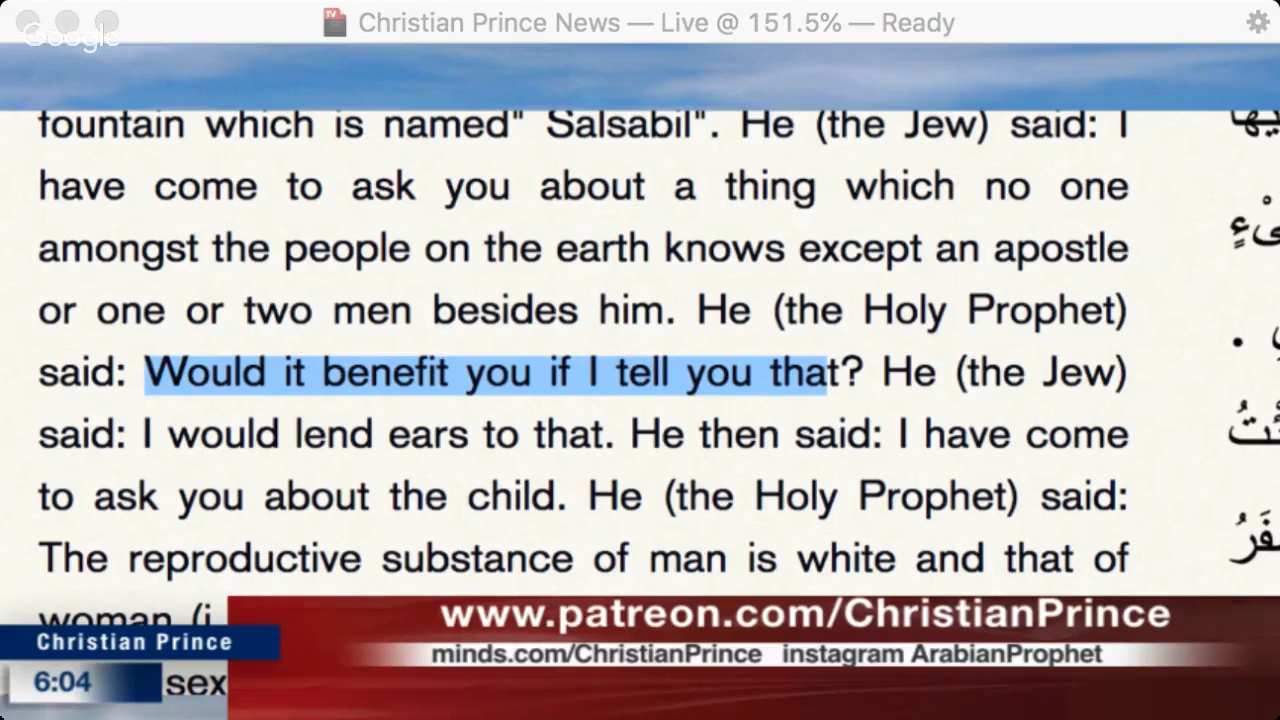 Christian Prince News — Live @ 151.5% — Ready
Google
fountain which is named" Salsabil". He (the Jew) said: I
have come to ask you about a thing which no one
amongst the people on the earth knows except an apostle
or one or two men besides him. He (the Holy Prophet)
said: Would it benefit you if I tell you that? He (the Jew)
said: I would lend ears to that. He then said: I have come
to ask you about the child. He (the Holy Prophet) said:
The reproductive substance of man is white and that of
woman (i
sex
www.patreon.com/ChristianPrince
Christian Prince
minds.com/ChristianPrince instagram ArabianProphet
6:04